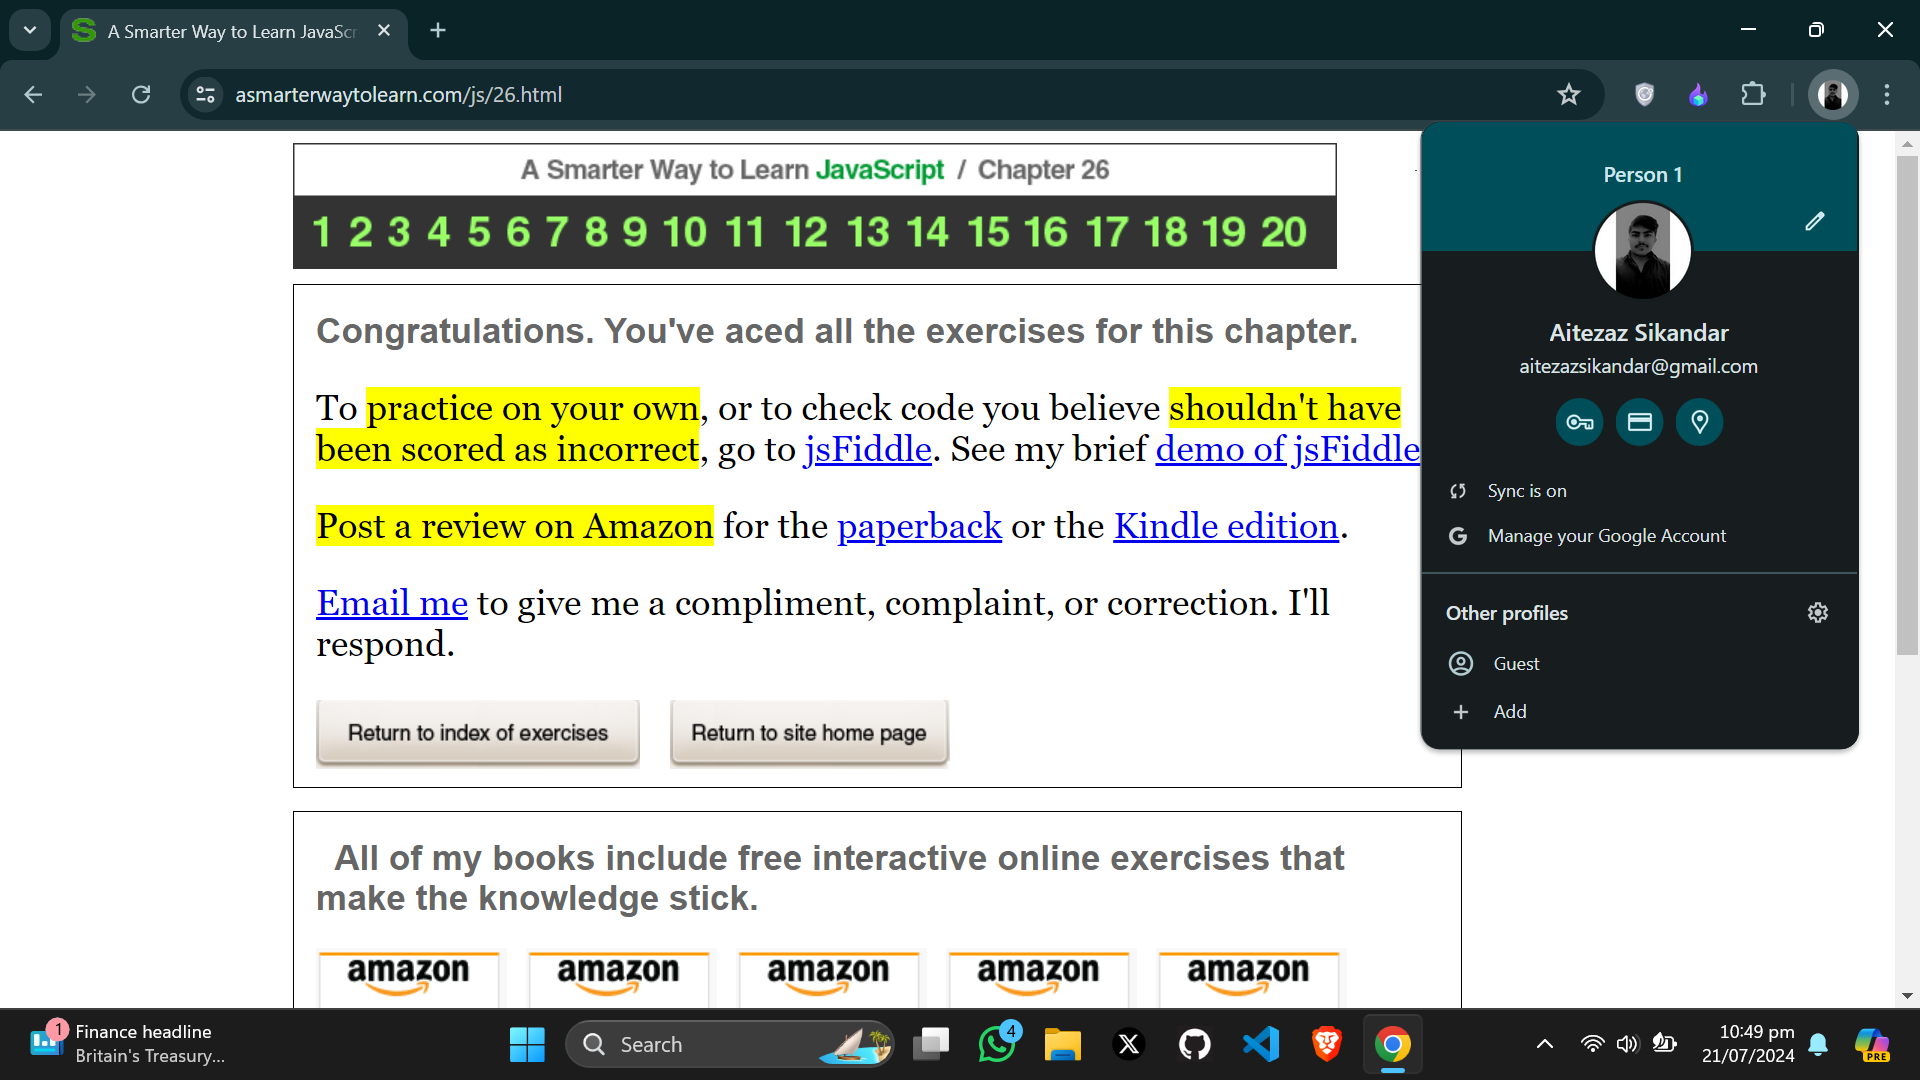 A Smarter Way to Learn JavaScr
asmarterwaytolearn.com/js/26.html
A Smarter Way to Learn JavaScript / Chapter 26
1 2 3 4 5 6 7 8 9 10 11 12 13 14 15 16 17 18 19 20
Congratulations. You've aced all the exercises for this chapter.
To practice on your own, or to check code you believe shouldn't have
been scored as incorrect, go to jsFiddle. See my brief demo of jsFiddle
Post a review on Amazon for the paperback or the Kindle edition.
Email me to give me a compliment, complaint, or correction. I'll
respond.
Return to index of exercises
Return to site home page
All of my books include free interactive online exercises that
make the knowledge stick.
amazon
amazon
amazon
amazon
amazon
Person 1
Aitezaz Sikandar
aitezazsikandar@gmail.com
Sync is on
G
Manage your Google Account
Other profiles
Guest
Add
1
Finance headline
Britain's Treasury...
Search
4
X
10:49 pm
21/07/2024
PRE